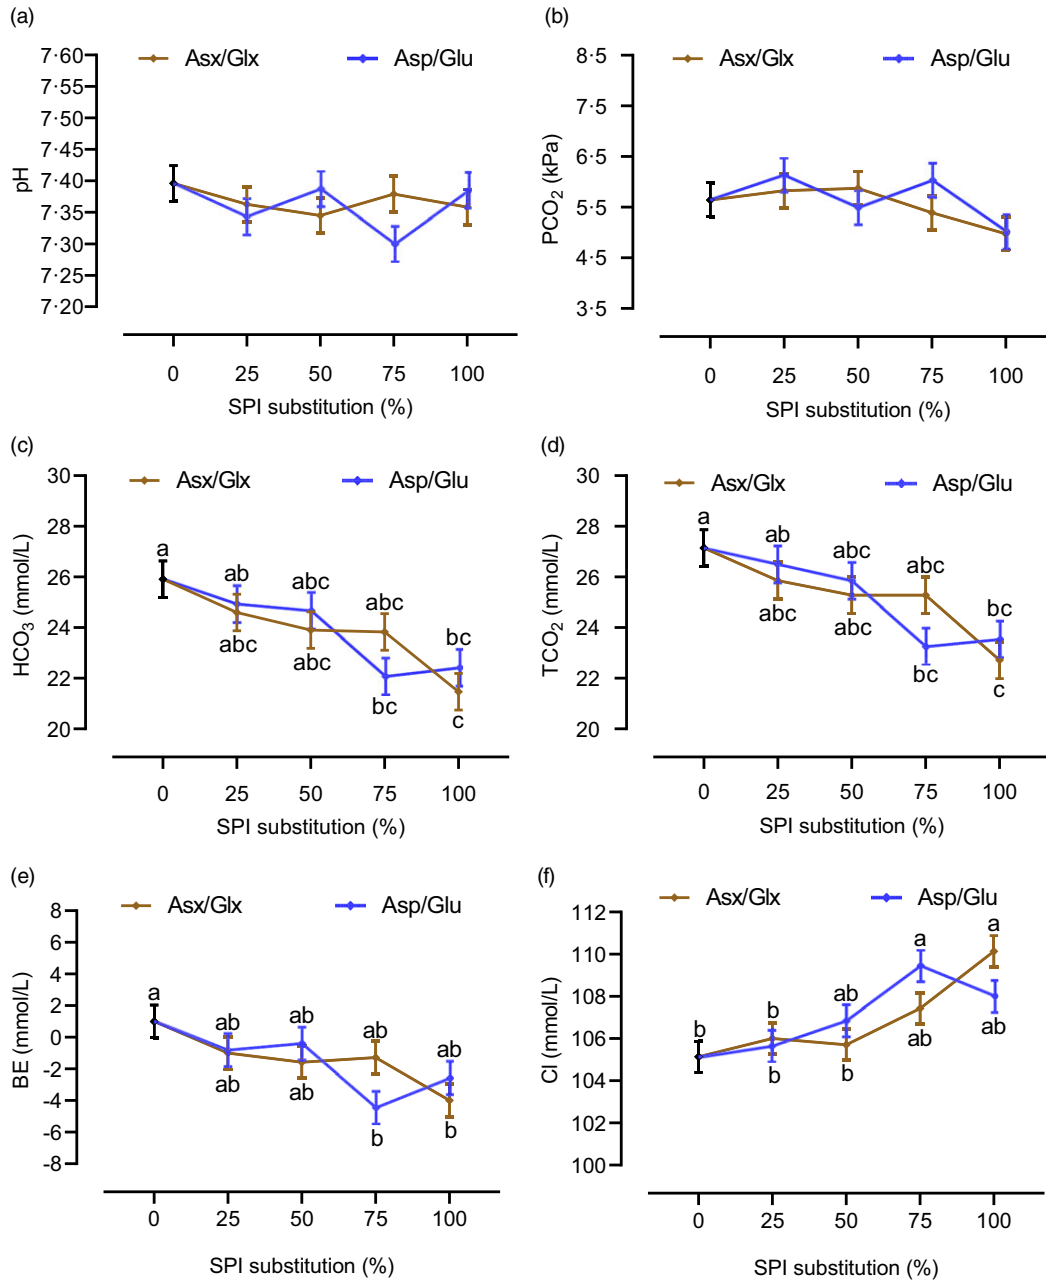 (a)
pH
7·60
7·55
7·50
7·45
7·40
7·35
7·30
7·25
7·20
Asx/Glx
Asp/Glu
0 25 50 75 100
SPI substitution (%)
(b)
PCO2 (kPa)
8·5
7·5
6·5
5·5
4·5
3·5
Asx/Glx
Asp/Glu
0 25 50 75 100
SPI substitution (%)
(c)
HCO3 (mmol/L)
30
28
26
24
22
20
Asx/Glx
Asp/Glu
a
ab
abc
abc
abc
abc
bc
bc
c
0 25 50 75 100
SPI substitution (%)
(d)
TCO2 (mmol/L)
30
28
26
24
22
20
Asx/Glx
Asp/Glu
a
ab
abc
abc
abc
abc
bc
bc
c
0 25 50 75 100
SPI substitution (%)
(e)
BE (mmol/L)
8
6
4
2
0
-2
-4
-6
-8
Asx/Glx
Asp/Glu
a
ab
ab
ab
ab
ab
b
ab
b
0 25 50 75 100
SPI substitution (%)
(f)
Cl (mmol/L)
112
110
108
106
104
102
100
Asx/Glx
Asp/Glu
b
b
b
ab
b
a
ab
a
ab
0 25 50 75 100
SPI substitution (%)